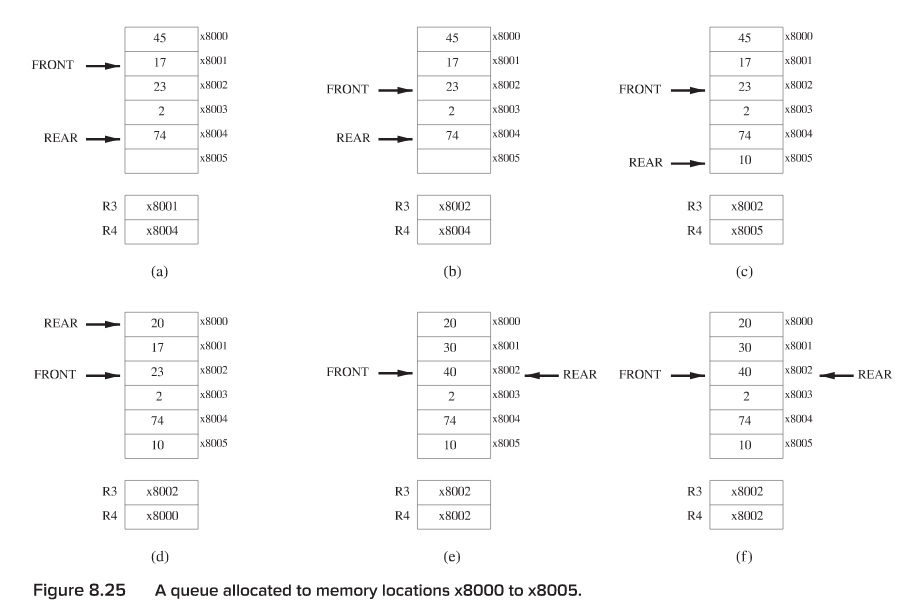 45 x8000
FRONT 17 x8001
23 x8002
2 x8003
REAR 74 x8004
x8005
R3 x8001
R4 x8004
(a)
45 x8000
17 x8001
FRONT 23 x8002
2 x8003
REAR 74 x8004
x8005
R3 x8002
R4 x8004
(b)
45 x8000
17 x8001
FRONT 23 x8002
2 x8003
74 x8004
REAR 10 x8005
R3 x8002
R4 x8005
(c)
REAR 20 x8000
17 x8001
FRONT 23 x8002
2 x8003
74 x8004
10 x8005
R3 x8002
R4 x8000
(d)
20 x8000
30 x8001
FRONT 40 x8002 REAR
2 x8003
74 x8004
10 x8005
R3 x8002
R4 x8002
(e)
20 x8000
30 x8001
FRONT 40 x8002 REAR
2 x8003
74 x8004
10 x8005
R3 x8002
R4 x8002
(f)
Figure 8.25 A queue allocated to memory locations x8000 to x8005.